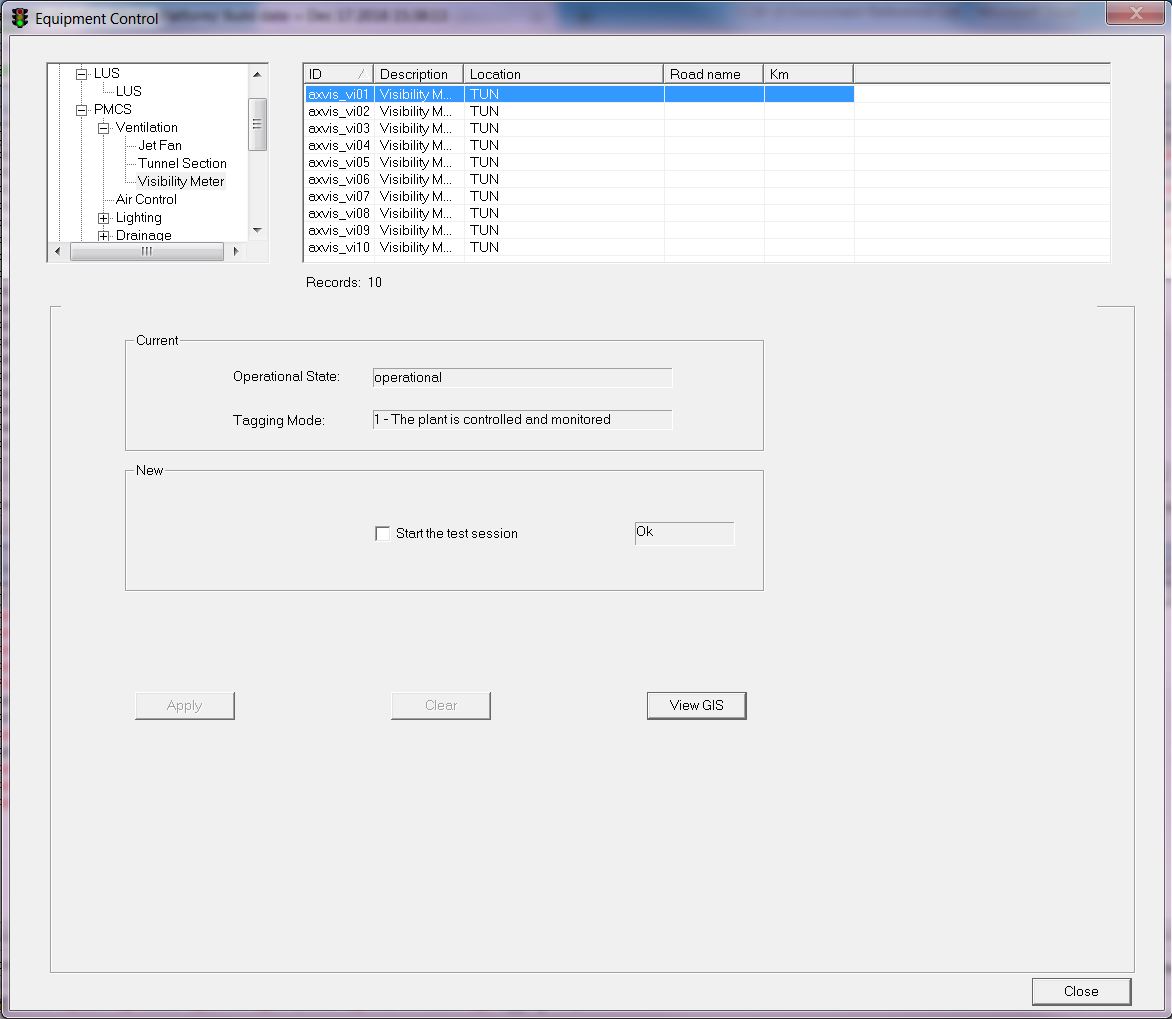 Equipment Control
LUS
LUS
PMCS
Ventilation
Jet Fan
Tunnel Section
Visibility Meter
Air Control
Lighting
Drainage
ID Description Location Road name Km
axvis_vi01 Visibility M... TUN
axvis_vi02 Visibility M... TUN
axvis_vi03 Visibility M... TUN
axvis_vi04 Visibility M... TUN
axvis_vi05 Visibility M... TUN
axvis_vi06 Visibility M... TUN
axvis_vi07 Visibility M... TUN
axvis_vi08 Visibility M... TUN
axvis_vi09 Visibility M... TUN
axvis_vi10 Visibility M... TUN
Records: 10
Current
Operational State: operational
Tagging Mode: 1 - The plant is controlled and monitored
New
Start the test session Ok
Apply Clear View GIS
Close